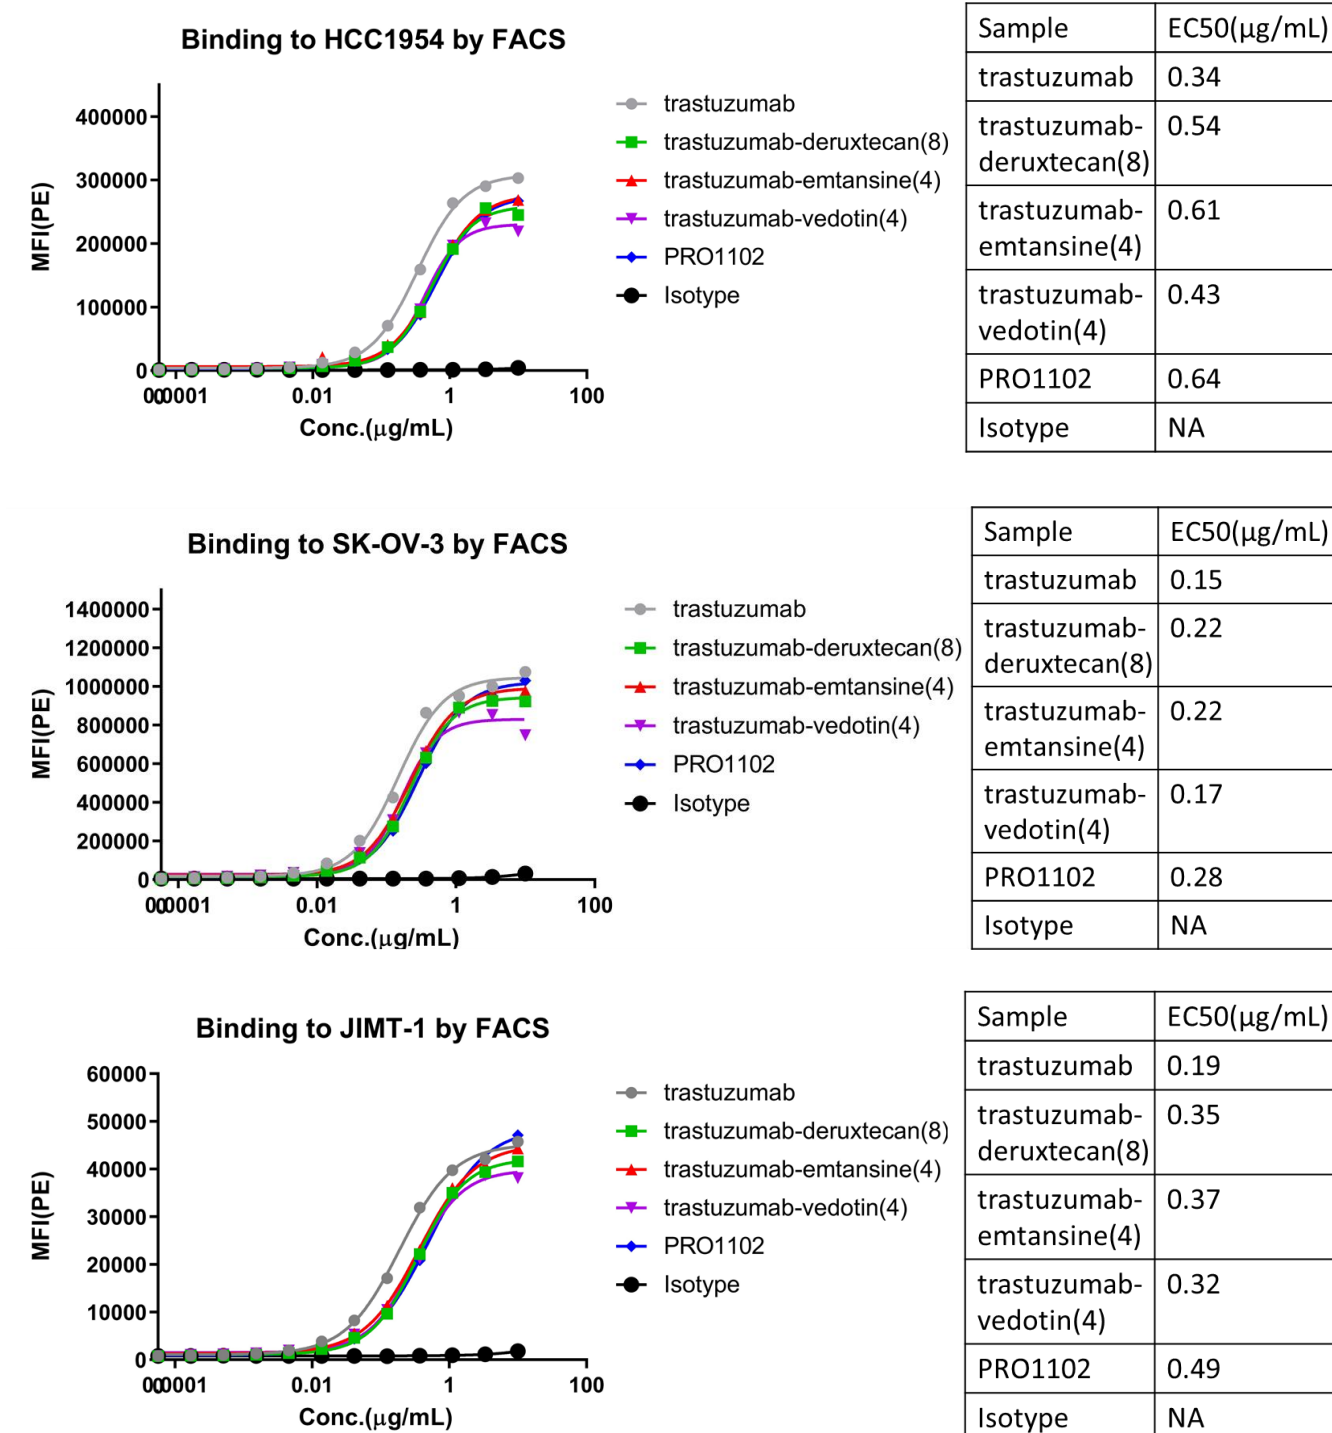 Binding to HCC1954 by FACS
MFI(PE)
400000
300000
200000
100000
0
0.01
1
100
Conc.(μg/mL)
trastuzumab
trastuzumab-deruxtecan(8)
trastuzumab-emtansine(4)
trastuzumab-vedotin(4)
PRO1102
Isotype
Sample EC50(μg/mL)
trastuzumab 0.34
trastuzumab- 0.54
deruxtecan(8)
trastuzumab- 0.61
emtansine(4)
trastuzumab- 0.43
vedotin(4)
PRO1102 0.64
Isotype NA
Binding to SK-OV-3 by FACS
MFI(PE)
1400000
1200000
1000000
800000
600000
400000
200000
0
0.01
1
100
Conc.(μg/mL)
trastuzumab
trastuzumab-deruxtecan(8)
trastuzumab-emtansine(4)
trastuzumab-vedotin(4)
PRO1102
Isotype
Sample EC50(μg/mL)
trastuzumab 0.15
trastuzumab- 0.22
deruxtecan(8)
trastuzumab- 0.22
emtansine(4)
trastuzumab- 0.17
vedotin(4)
PRO1102 0.28
Isotype NA
Binding to JIMT-1 by FACS
MFI(PE)
60000
50000
40000
30000
20000
10000
0
0.01
1
100
Conc.(μg/mL)
trastuzumab
trastuzumab-deruxtecan(8)
trastuzumab-emtansine(4)
trastuzumab-vedotin(4)
PRO1102
Isotype
Sample EC50(μg/mL)
trastuzumab 0.19
trastuzumab- 0.35
deruxtecan(8)
trastuzumab- 0.37
emtansine(4)
trastuzumab- 0.32
vedotin(4)
PRO1102 0.49
Isotype NA